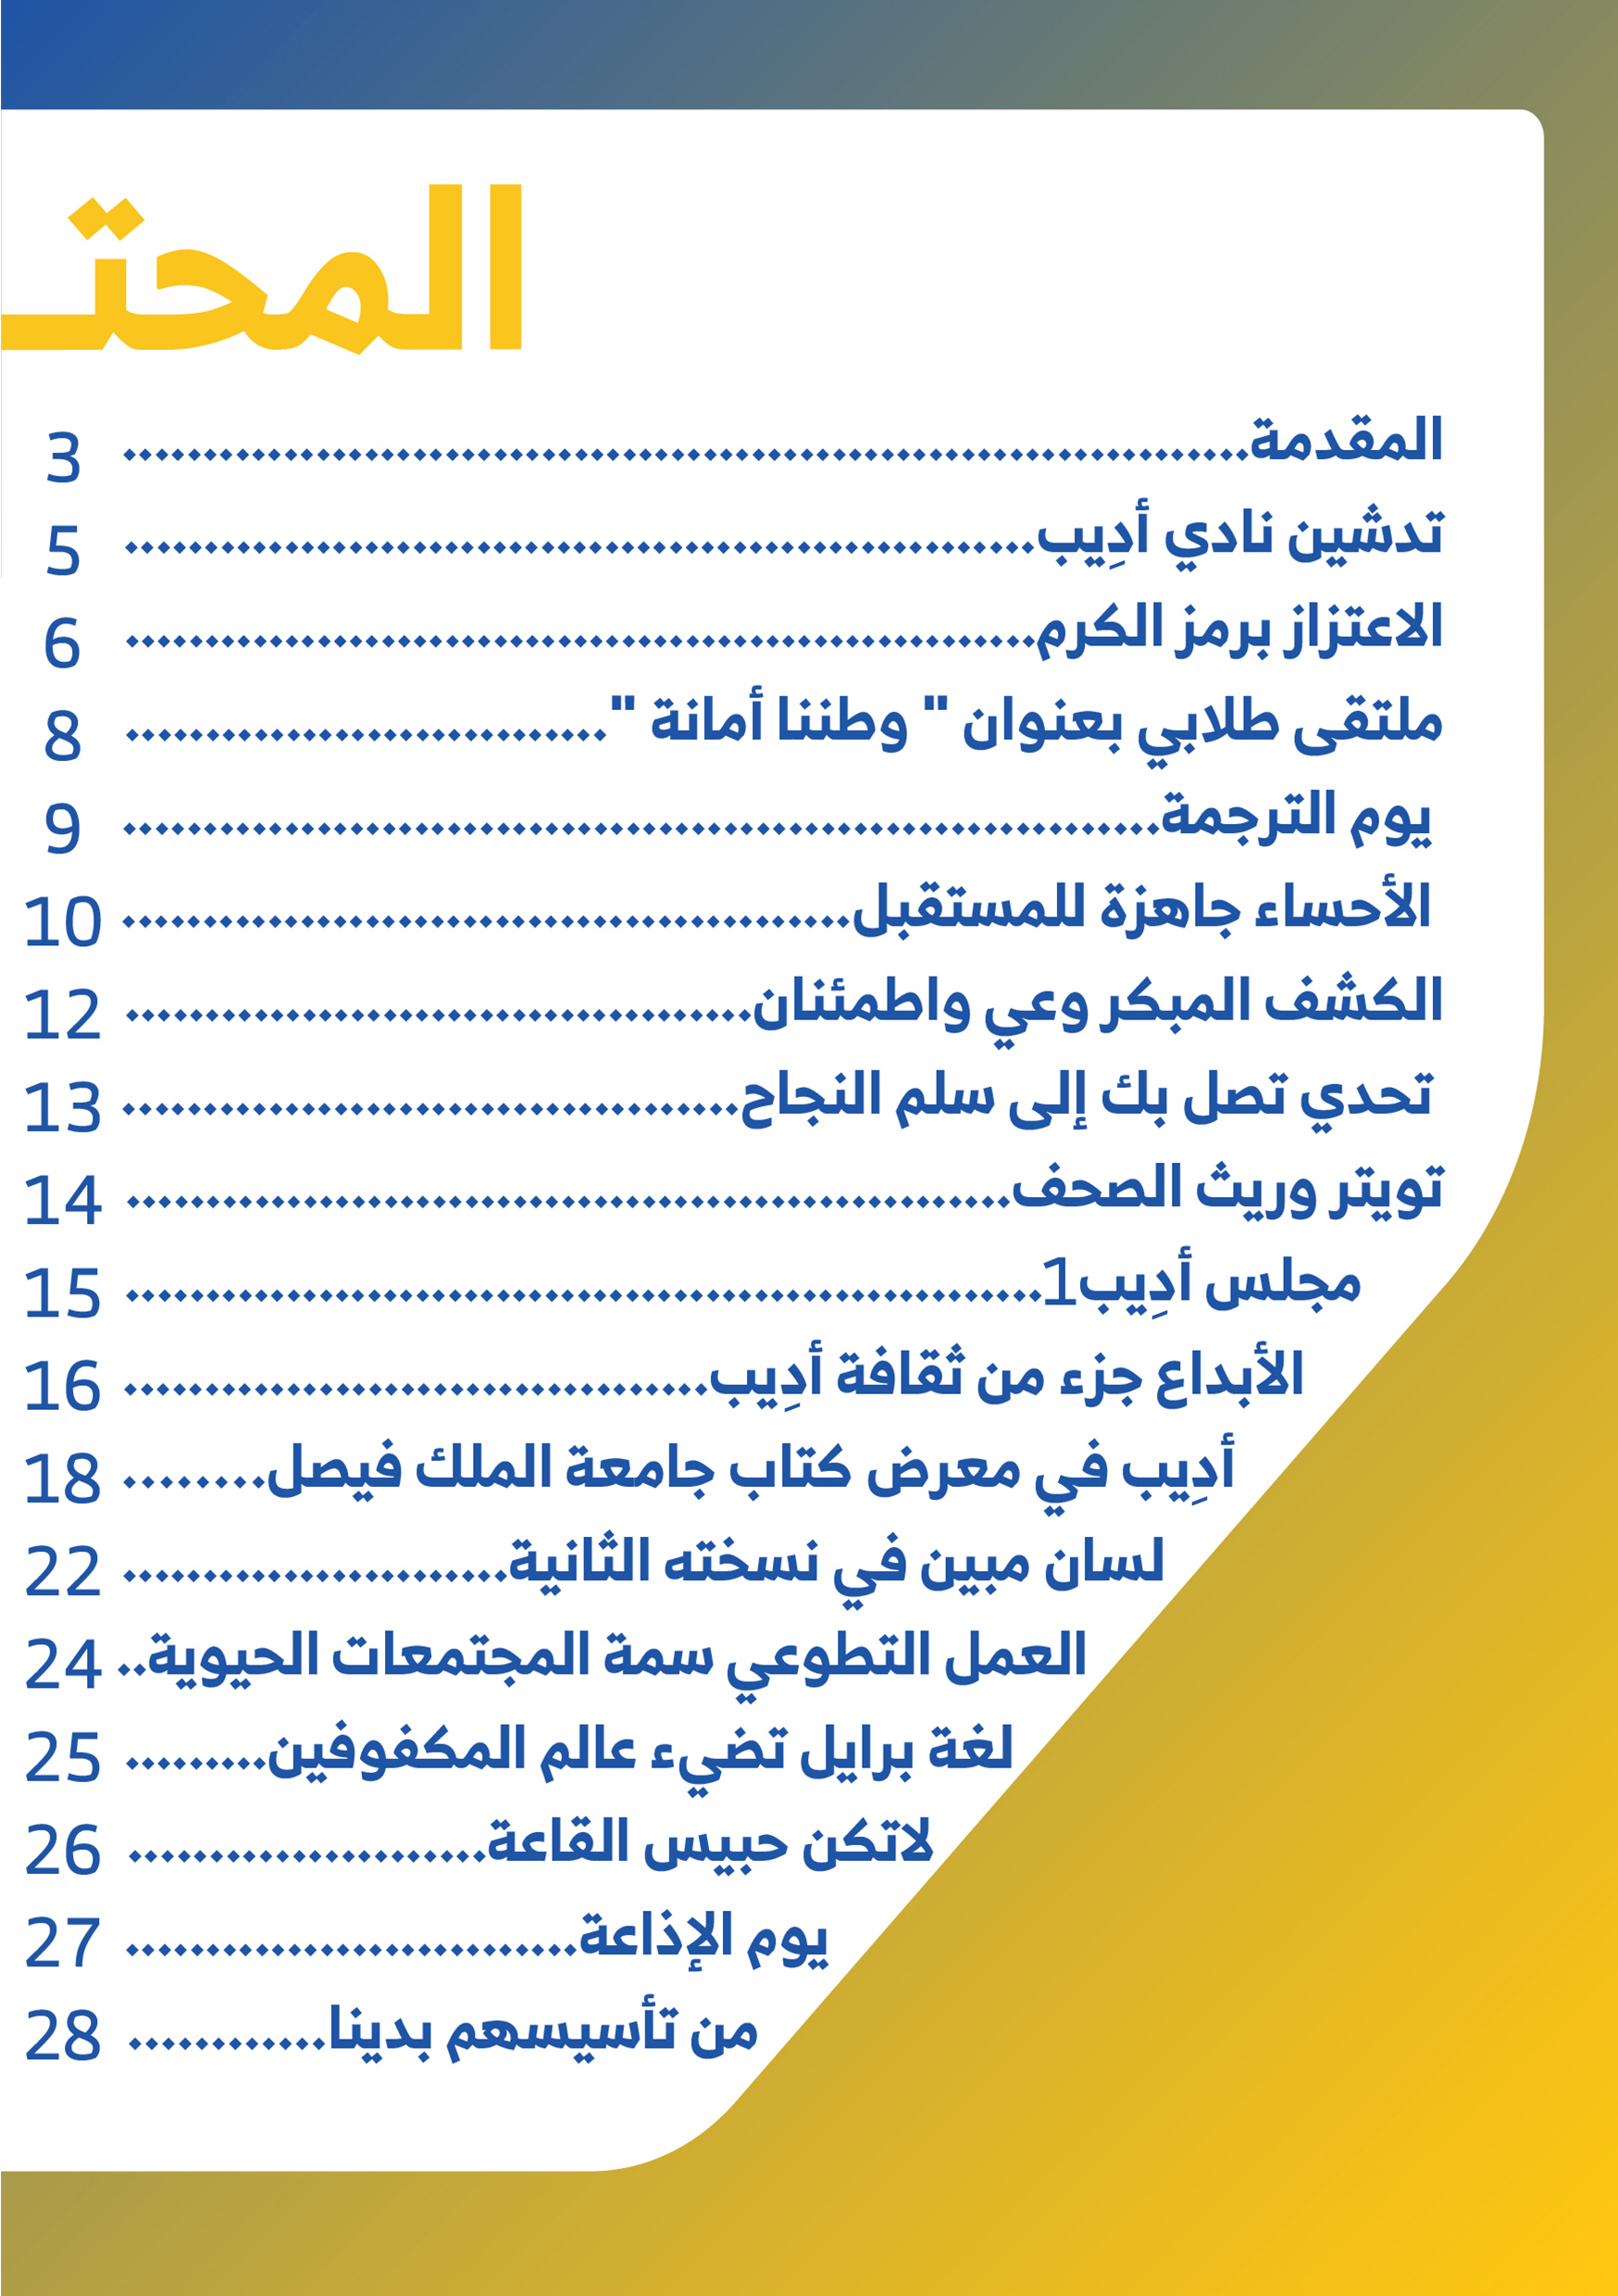 المحتـ
المقدمة....................................................................... 3
تدشين نادي أدِيب......................................................... 5
الاعتزاز برمز الكرم......................................................... 6
ملتقى طلابي بعنوان " وطننا أمانة ".............................. 8
يوم الترجمة................................................................. 9
الأحساء جاهزة للمستقبل.............................................. 10
الكشف المبكر وعي واطمئنان....................................... 12
تحدي تصل بك إلى سلم النجاح....................................... 13
تويتر وريث الصحف....................................................... 14
مجلس أدِيب1......................................................... 15
الأبداع جزء من ثقافة أدِيب..................................... 16
أدِيب في معرض كتاب جامعة الملك فيصل......... 18
لسان مبين في نسخته الثانية........................ 22
العمل التطوعي سمة المجتمعات الحيوية.. 24
لغة برايل تضيء عالم المكفوفين......... 25
لاتكن حبيس القاعة...................... 26
يوم الإذاعة............................ 27
من تأسيسهم بدينا............ 28